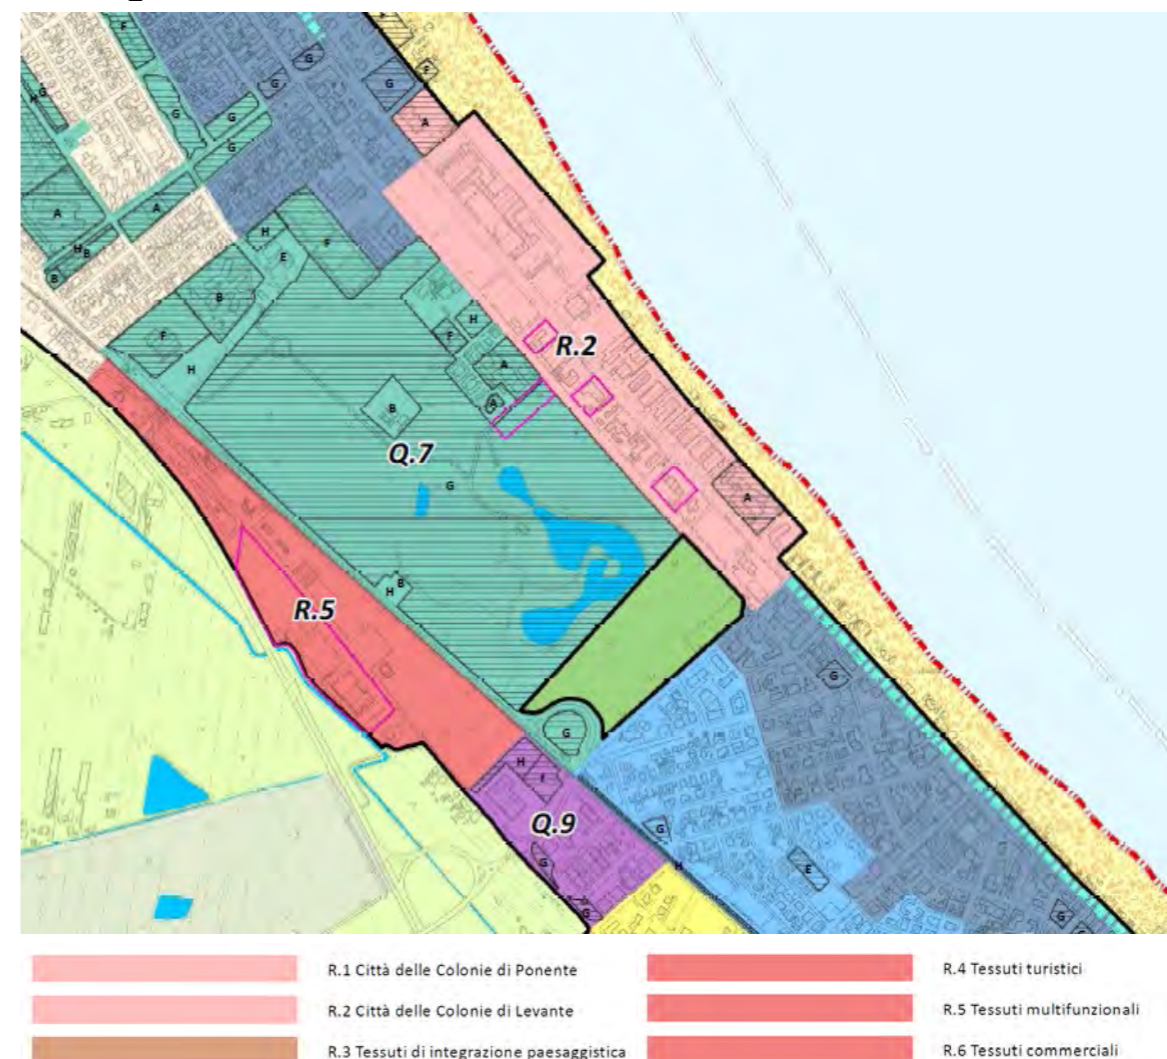 F
G
H
G
G
F
G
G
F
A
G
G
A
A
H
B
B
H
E
F
B
F
H
H
F
A
A
R.2
B
Q.7
G
A
B
H
R.5
G
G
H
f
Q.9
G
G
H
E
G
G
R.1 Città delle Colonie di Ponente
R.4 Tessuti turistici
R.2 Città delle Colonie di Levante
R.5 Tessuti multifunzionali
R.3 Tessuti di integrazione paesaggistica
R.6 Tessuti commerciali